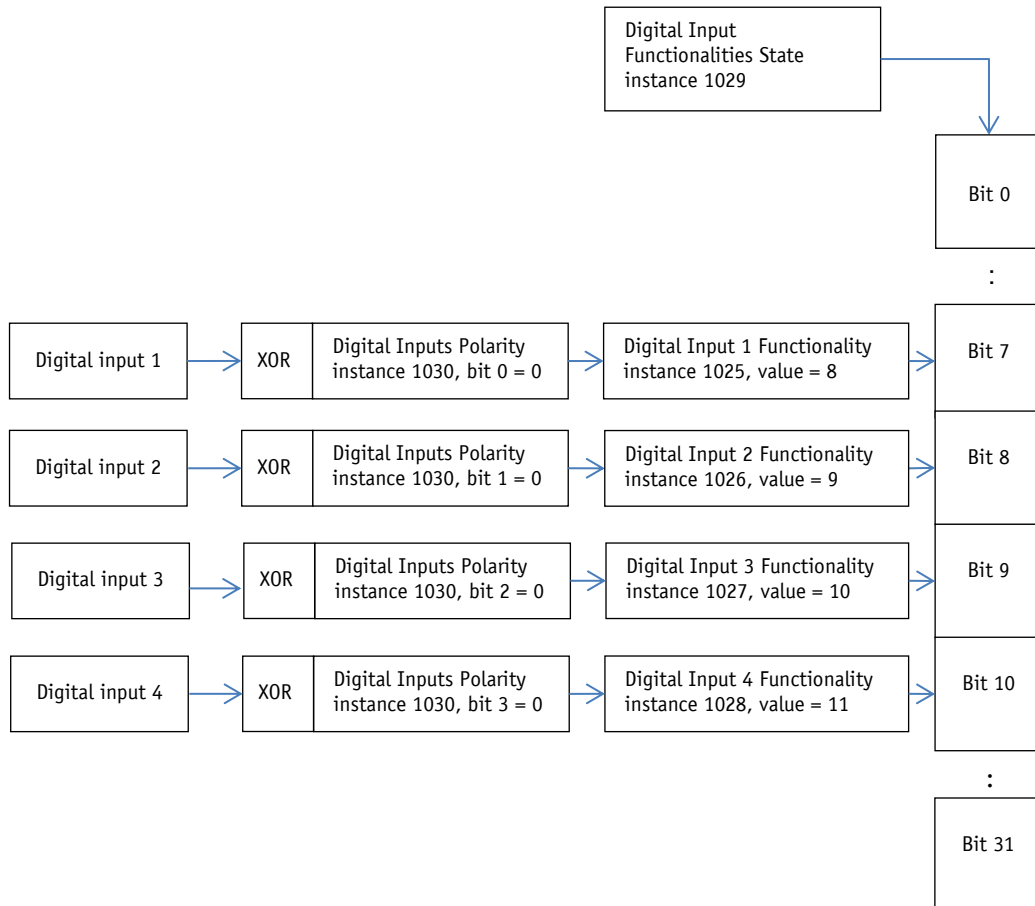 Digital Input
Functionalities State
instance 1029
Bit 0
:
Digital input 1
XOR
Digital Inputs Polarity
instance 1030, bit 0 = 0
Digital Input 1 Functionality
instance 1025, value = 8
Bit 7
Digital input 2
XOR
Digital Inputs Polarity
instance 1030, bit 1 = 0
Digital Input 2 Functionality
instance 1026, value = 9
Bit 8
Digital input 3
XOR
Digital Inputs Polarity
instance 1030, bit 2 = 0
Digital Input 3 Functionality
instance 1027, value = 10
Bit 9
Digital input 4
XOR
Digital Inputs Polarity
instance 1030, bit 3 = 0
Digital Input 4 Functionality
instance 1028, value = 11
Bit 10
:
Bit 31